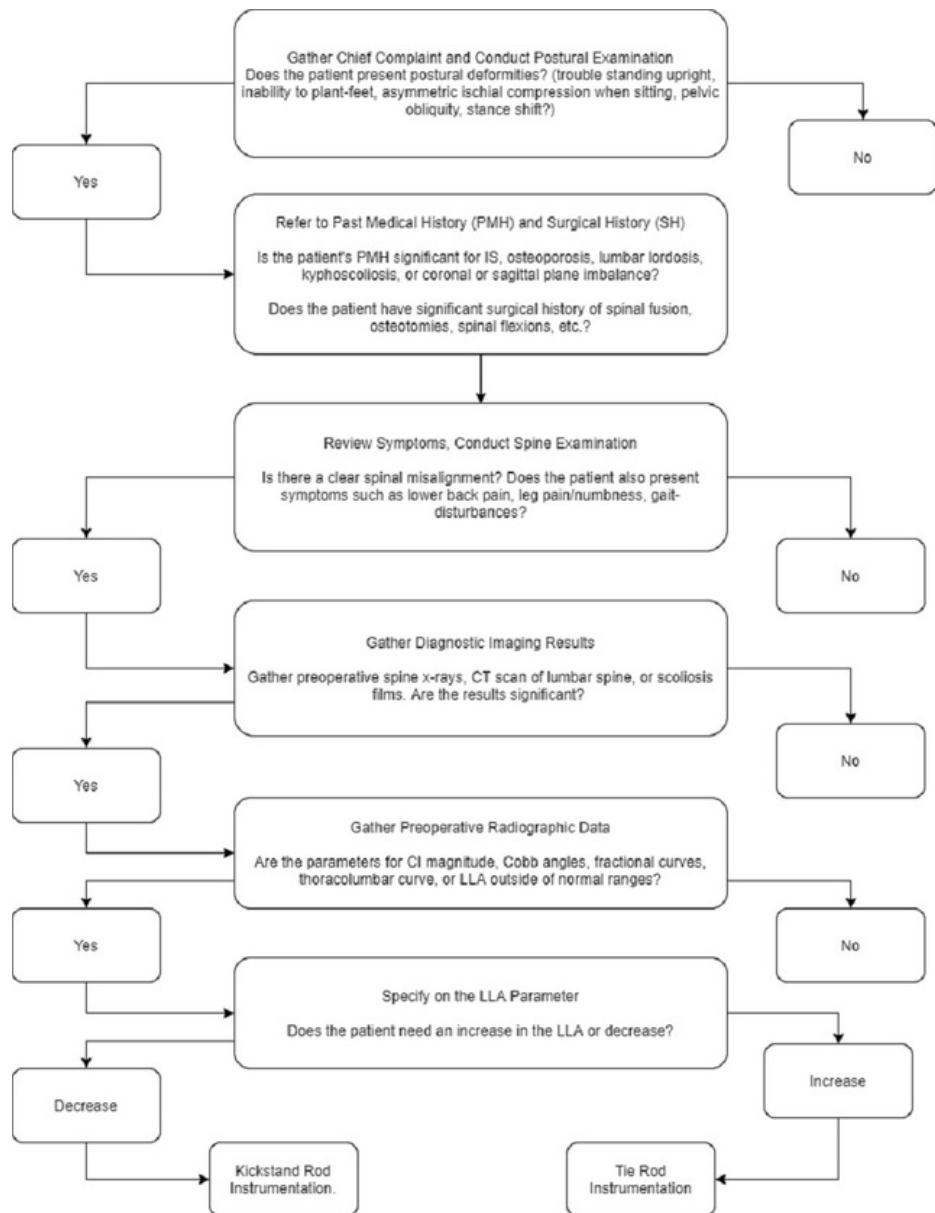 Gather Chief Complaint and Conduct Postural Examination
Does the patient present postural deformities? (trouble standing upright,
inability to plant-feet, asymmetric ischial compression when sitting, pelvic
obliquity, stance shift?)
Yes
No
Refer to Past Medical History (PMH) and Surgical History (SH)
Is the patient's PMH significant for IS, osteoporosis, lumbar lordosis,
kyphoscoliosis, or coronal or sagittal plane imbalance?
Does the patient have significant surgical history of spinal fusion,
osteotomies, spinal flexions, etc.?
Review Symptoms, Conduct Spine Examination
Is there a clear spinal misalignment? Does the patient also present
symptoms such as lower back pain, leg pain/numbness, gait-
disturbances?
Yes
No
Gather Diagnostic Imaging Results
Gather preoperative spine x-rays, CT scan of lumbar spine, or scoliosis
films. Are the results significant?
Yes
No
Gather Preoperative Radiographic Data
Are the parameters for CI magnitude, Cobb angles, fractional curves,
thoracolumbar curve, or LLA outside of normal ranges?
Yes
No
Specify on the LLA Parameter
Does the patient need an increase in the LLA or decrease?
Decrease
Increase
Kickstand Rod
Instrumentation.
Tie Rod
Instrumentation